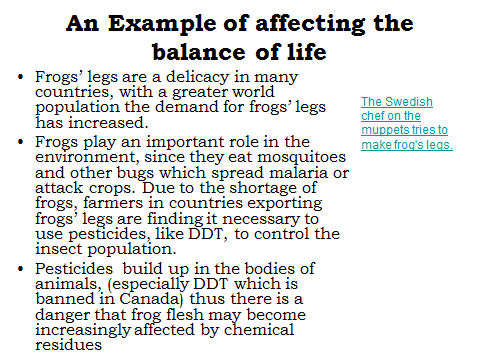 An Example of affecting the
balance of life
• Frogs' legs are a delicacy in many
countries, with a greater world
population the demand for frogs' legs
has increased.
• Frogs play an important role in the
environment, since they eat mosquitoes
and other bugs which spread malaria or
attack crops. Due to the shortage of
frogs, farmers in countries exporting
frogs' legs are finding it necessary to
use pesticides, like DDT, to control the
insect population.
• Pesticides  build up in the bodies of
animals, (especially DDT which is
banned in Canada) thus there is a
danger that frog flesh may become
increasingly affected by chemical
residues
The Swedish
chef on the
muppets tries to
make frog's legs.